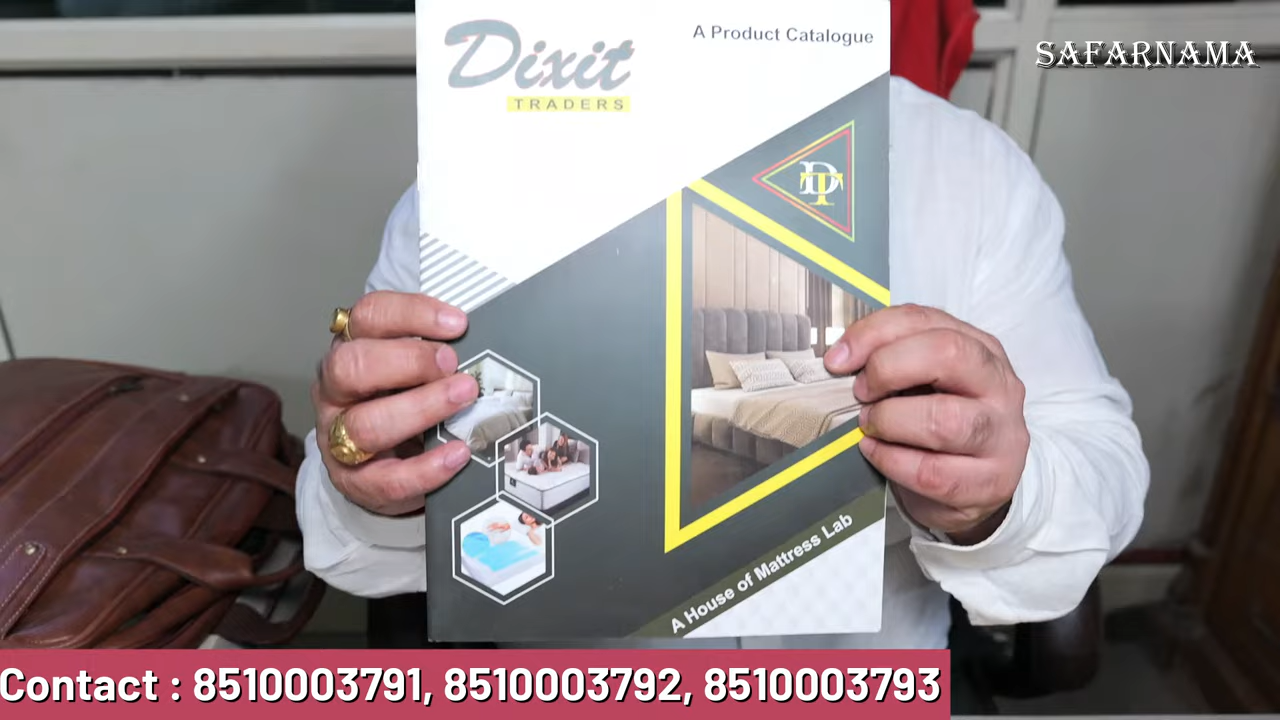 Dixit
TRADERS
A Product Catalogue
SAFARNAMA
DT
A House of Mattress Lab
Contact : 8510003791, 8510003792, 8510003793